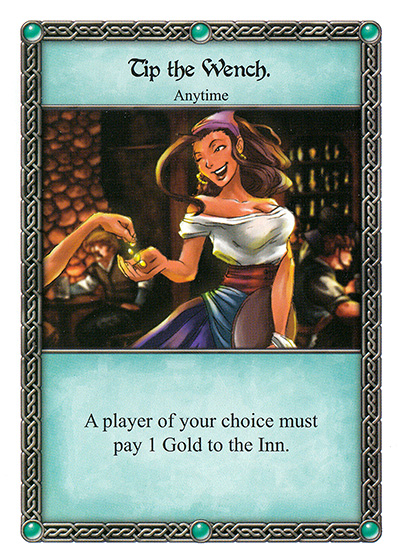 Tip the Wench.
Anytime
A player of your choice must
pay 1 Gold to the Inn.